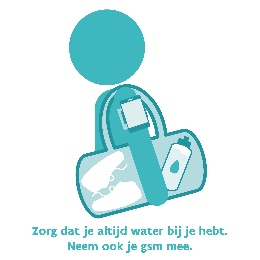 Zorg dat je altijd water bij je hebt.
Neem ook je gsm mee.